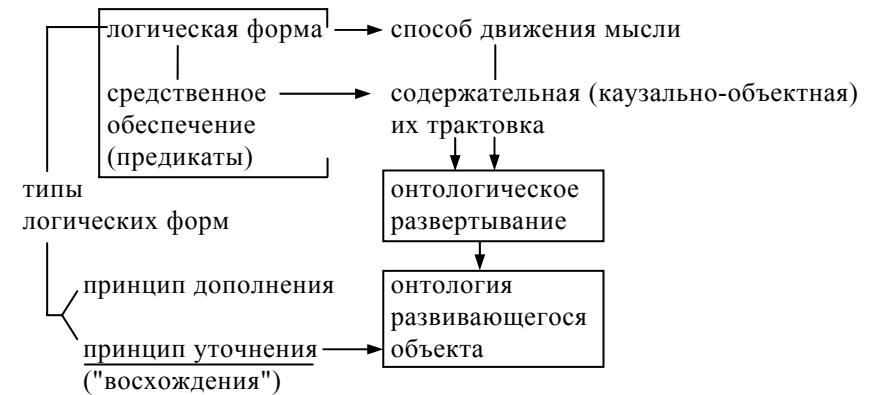 логическая форма
способ движения мысли
средственное
обеспечение
(предикаты)
содержательная (каузально-объектная)
их трактовка
типы
логических форм
онтологическое
развертывание
принцип дополнения
принцип уточнения
("восхождения")
онтология
развивающегося
объекта